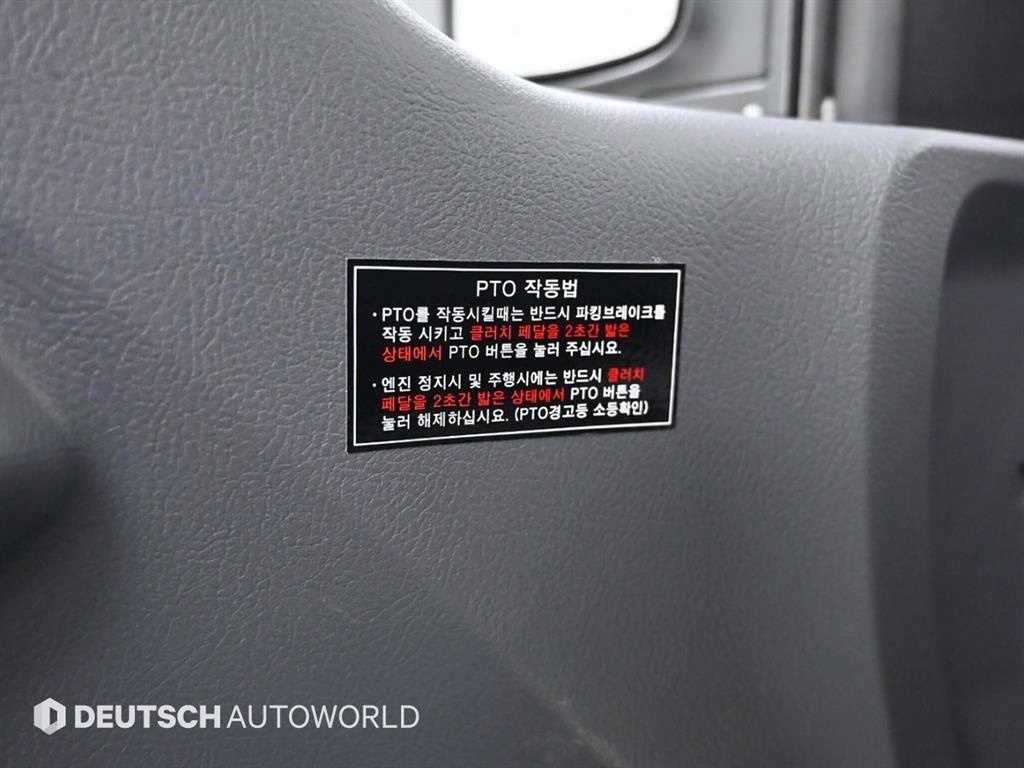 PTO 작동법
· PTO를 작동시킬때는 반드시 파킹브레이크를
작동 시키고 클러치 페달을 2초간 밟은
상태에서 PTO 버튼을 눌러 주십시요.
· 엔진 정지시 및 주행시에는 반드시 클러치
페달을 2초간 밟은 상태에서 PTO 버튼을
눌러 해제하십시요. (PTO경고등 소등확인)
DEUTSCH AUTOWORLD